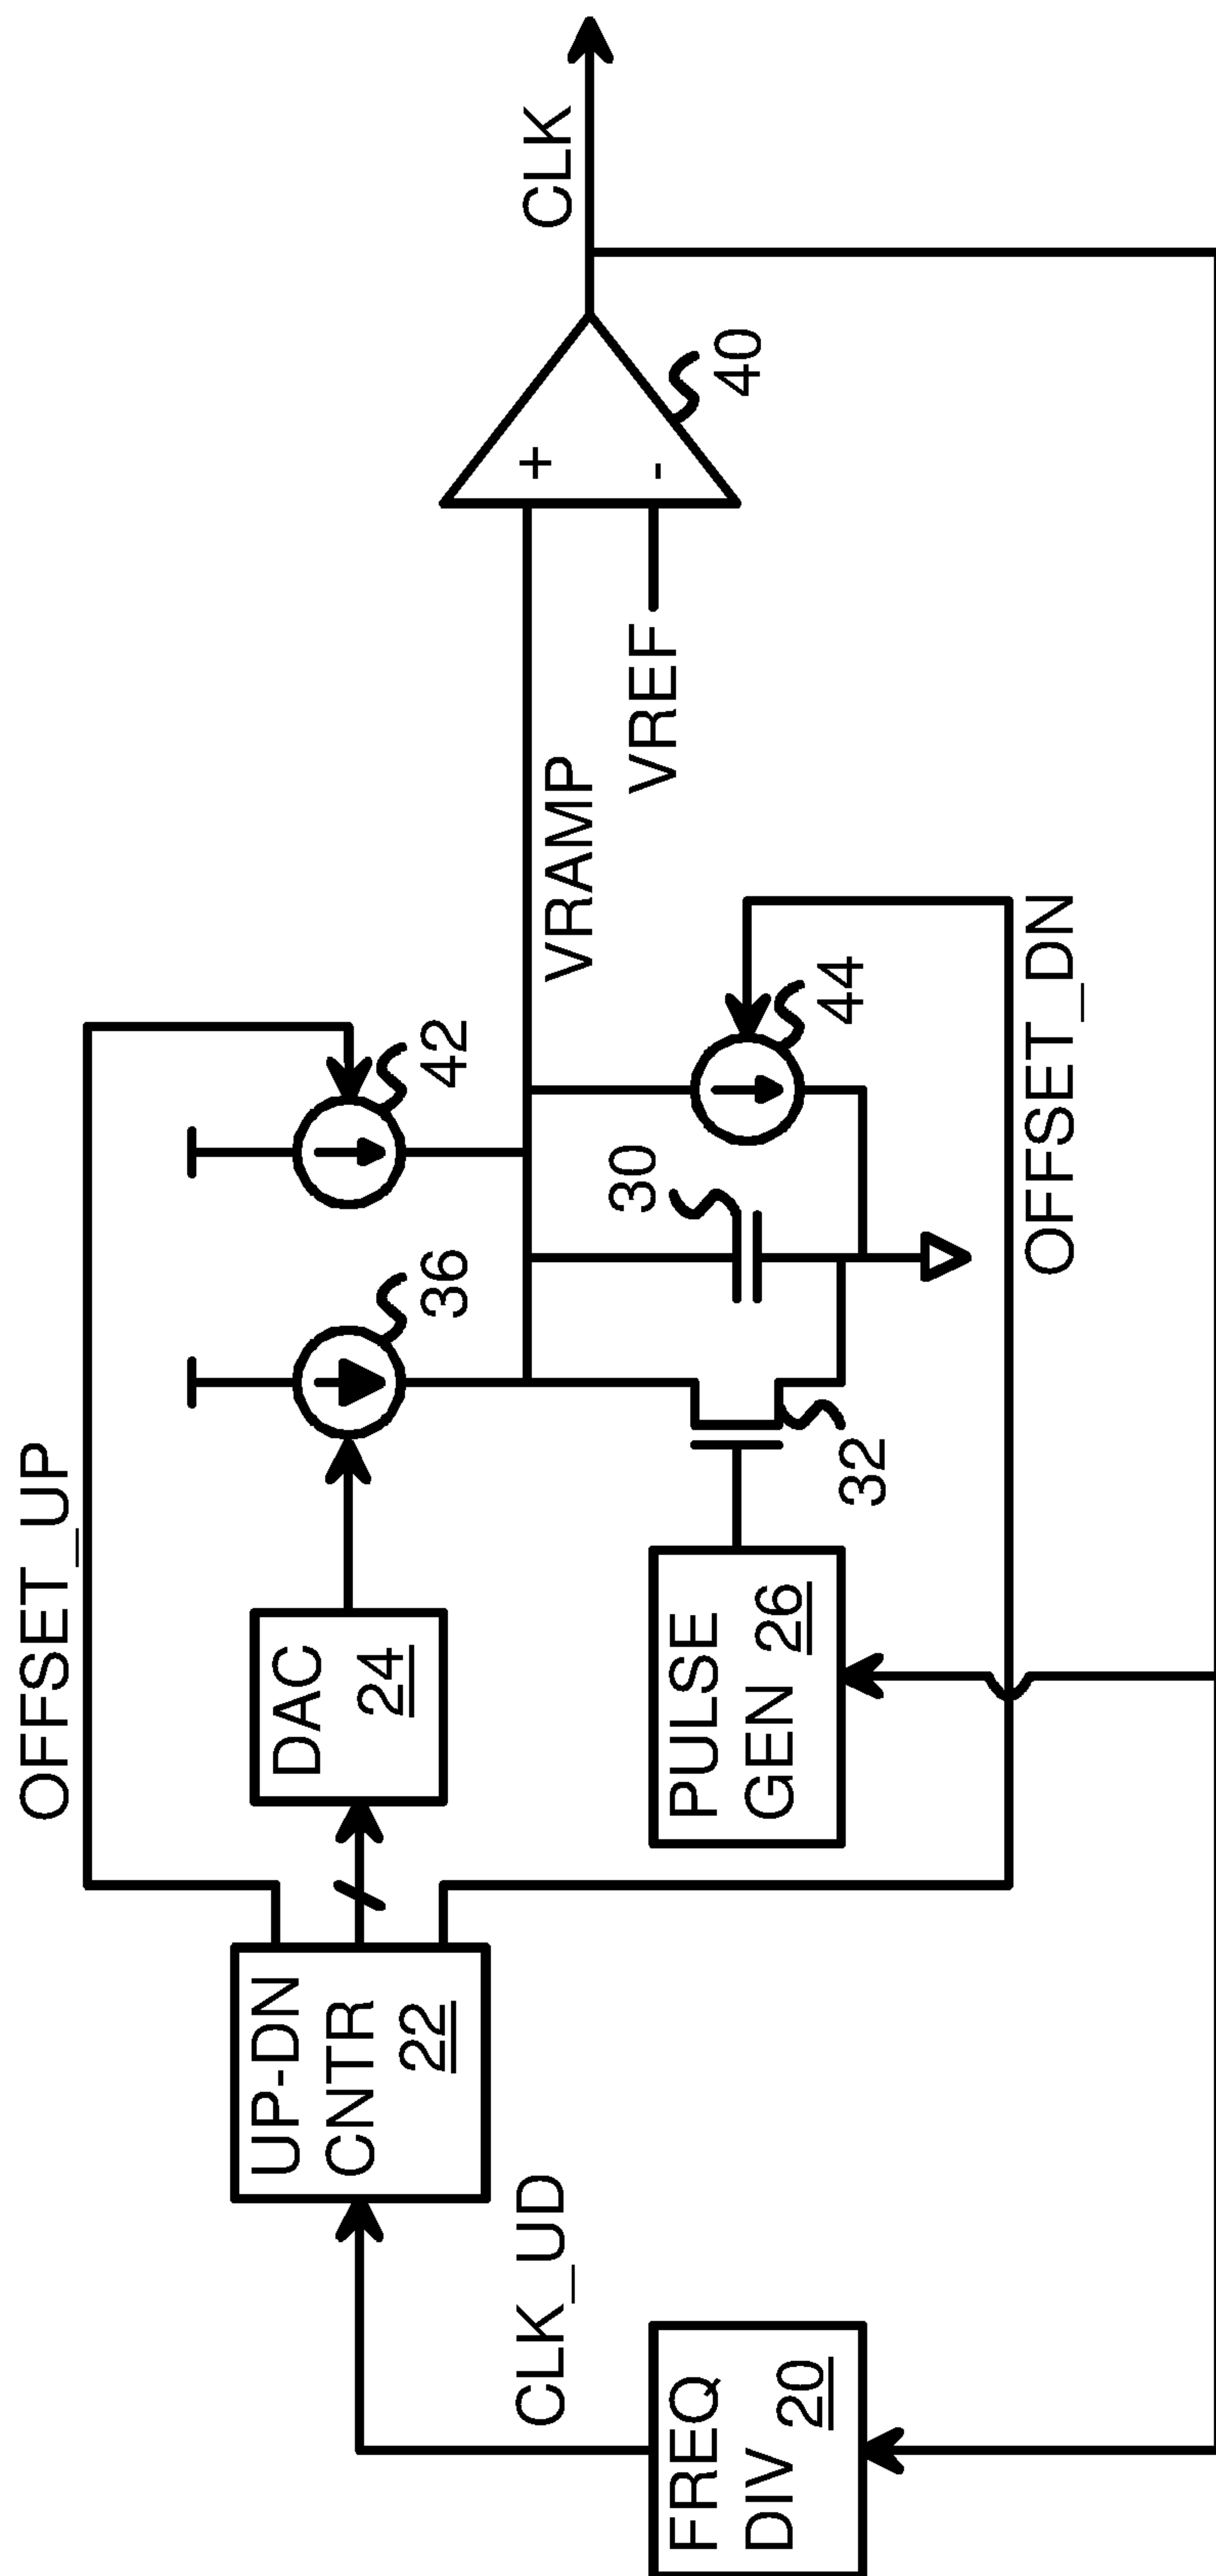 OFFSET_UP
UP-DN
CNTR
22
DAC
24
36
42
CLK_UD
FREQ
DIV 20
PULSE
GEN 26
32
30
44
VRAMP
VREF
+
-
40
CLK
OFFSET_DN